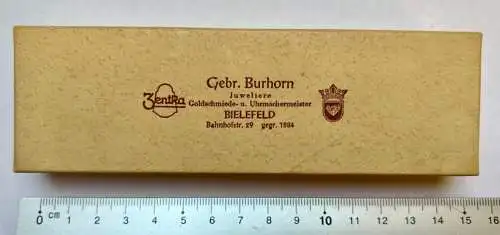 Zentra
Gebr. Burhorn
Juweliere
Goldschmiede- u. Uhrmachermeister
BIELEFELD
Bahnhofstr. 29 gegr. 1884
0 cm 1 2 3 4 5 6 7 8 9 10 11 12 13 14 15 16